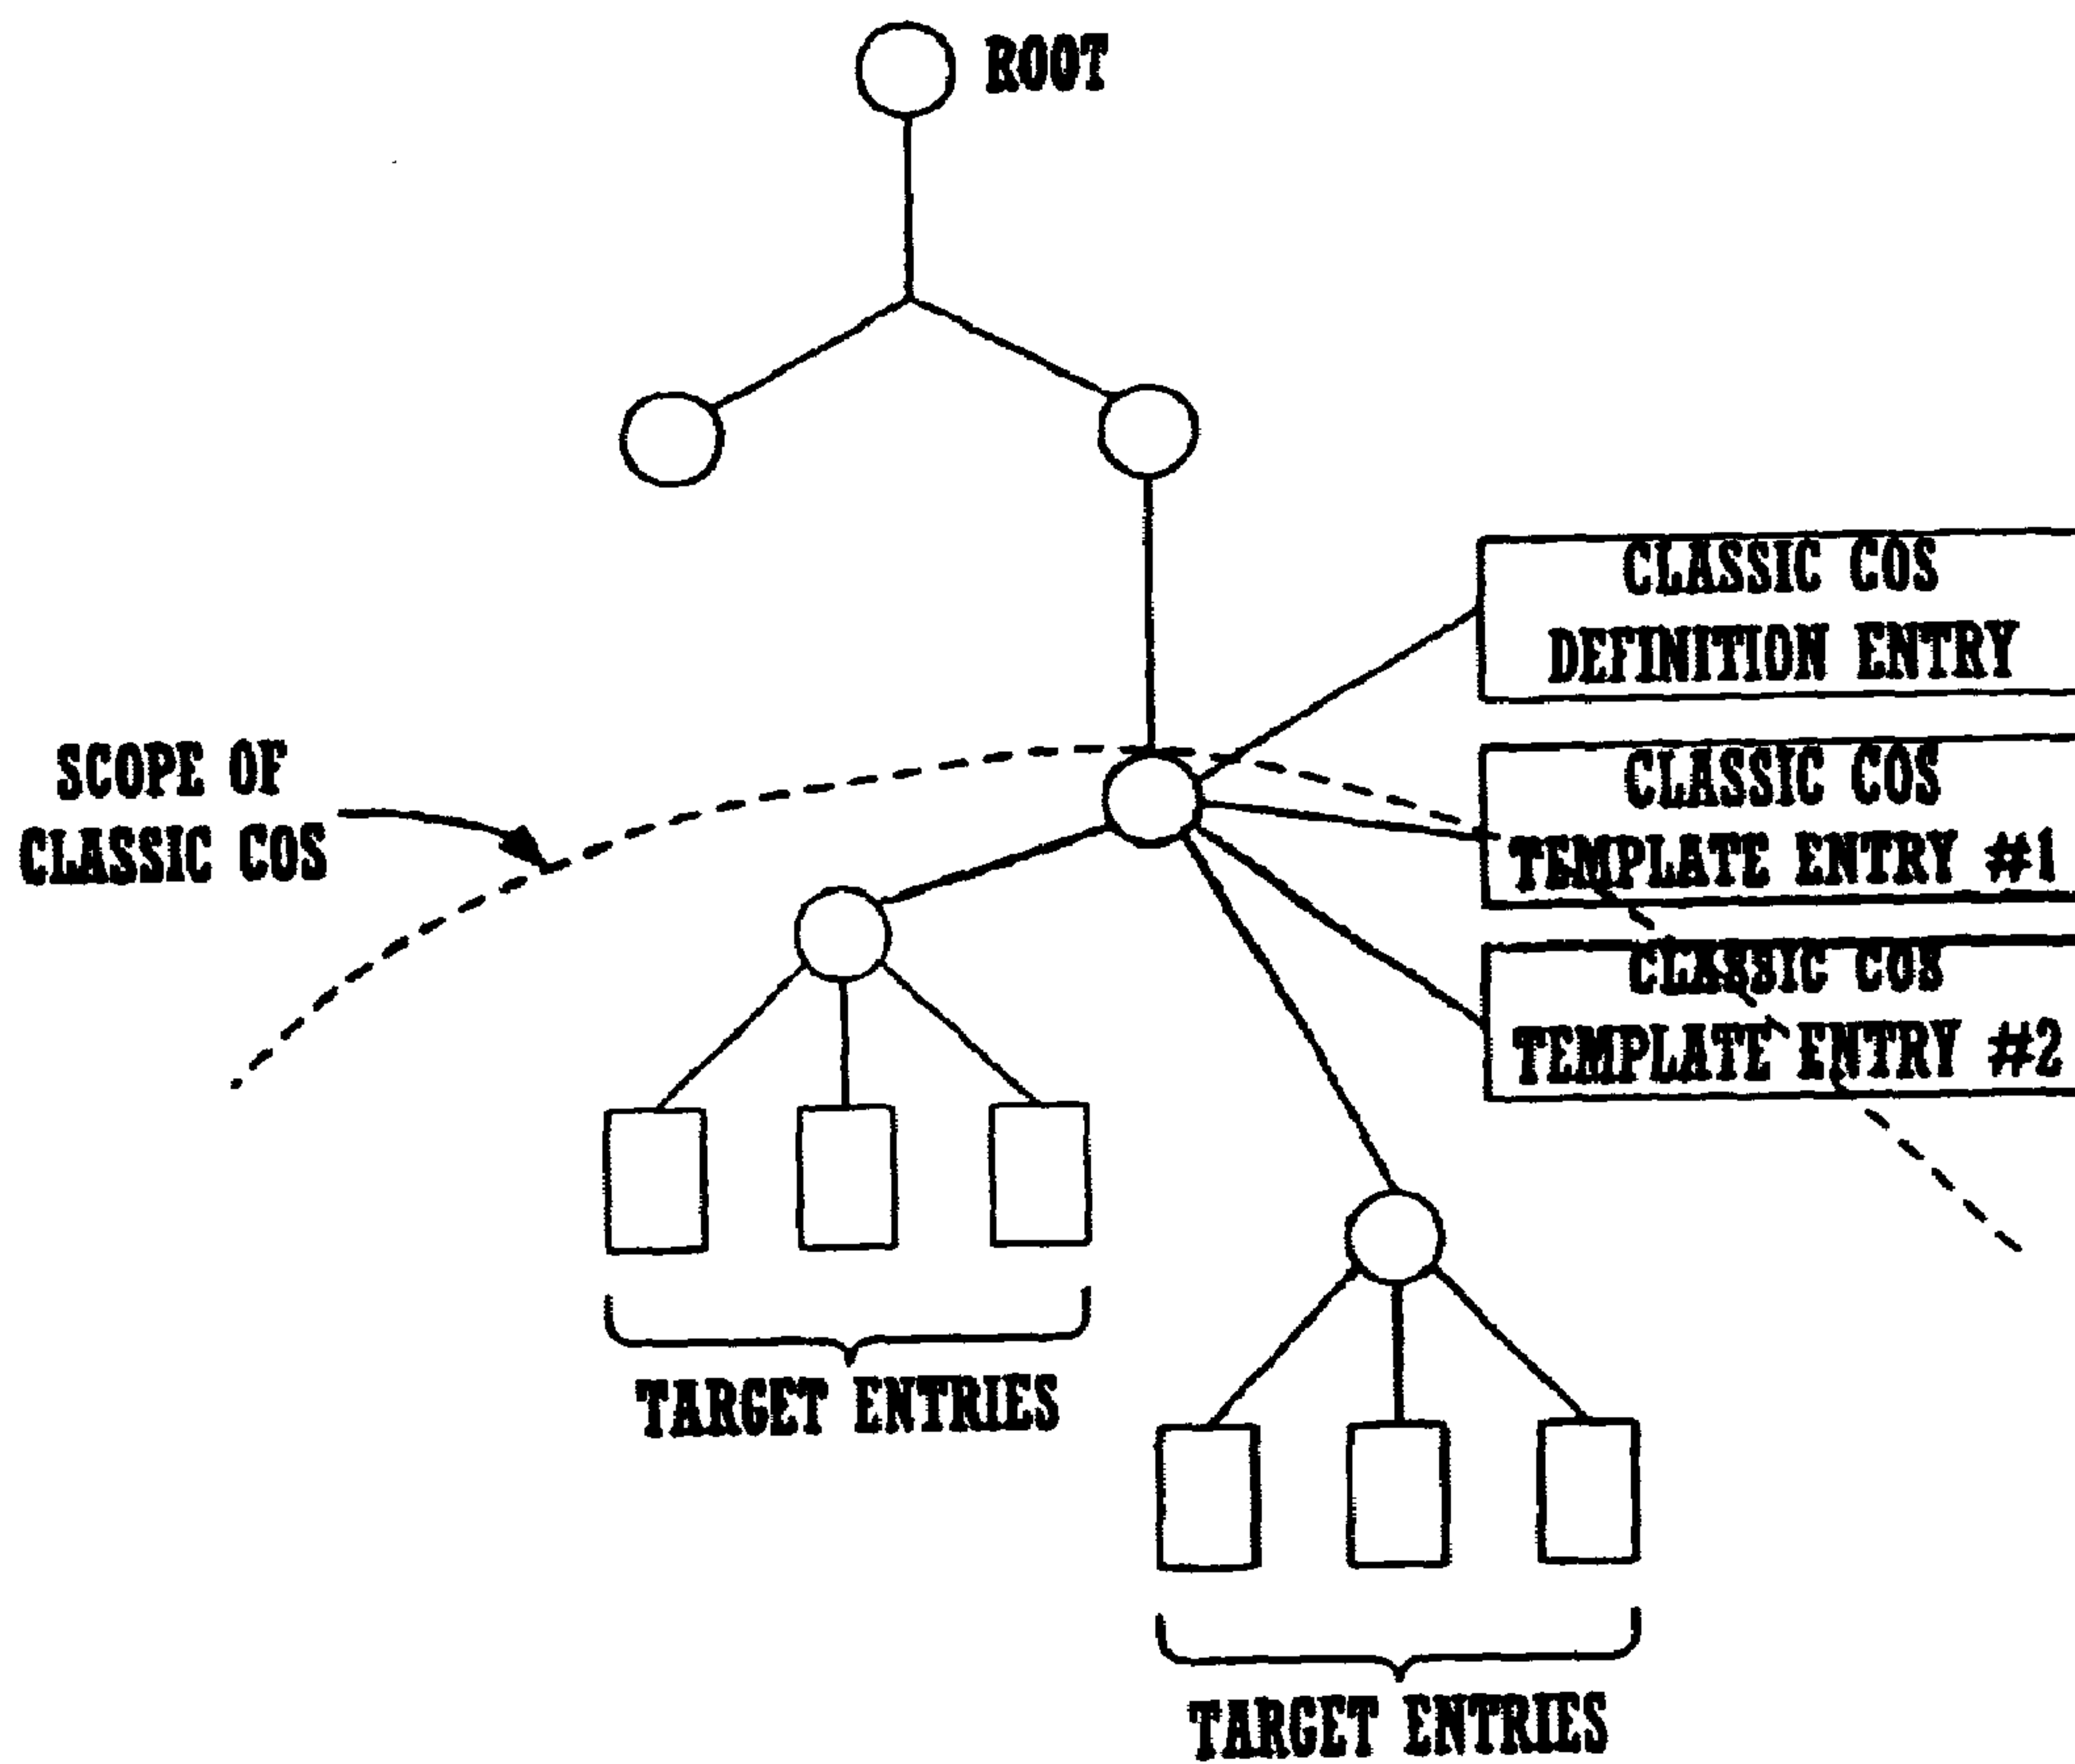 ROOT
CLASSIC COS
DEFINITION ENTRY
SCOPE OF
CLASSIC COS
CLASSIC COS
TEMPLATE ENTRY #1
CLASSIC COS
TEMPLATE ENTRY #2
TARGET ENTRIES
TARGET ENTRIES